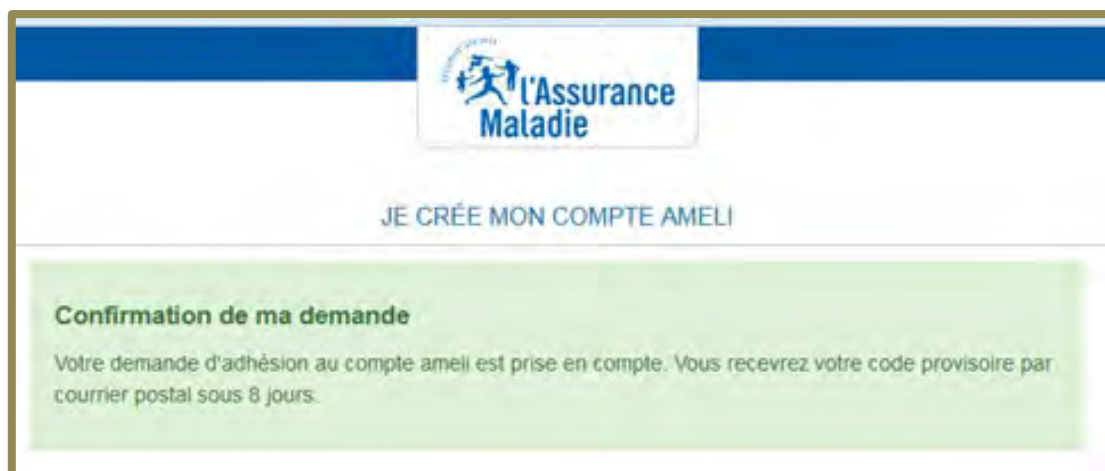 l'Assurance
Maladie
JE CRÉE MON COMPTE AMELI
Confirmation de ma demande
Votre demande d'adhésion au compte ameli est prise en compte. Vous recevrez votre code provisoire par
courrier postal sous 8 jours.